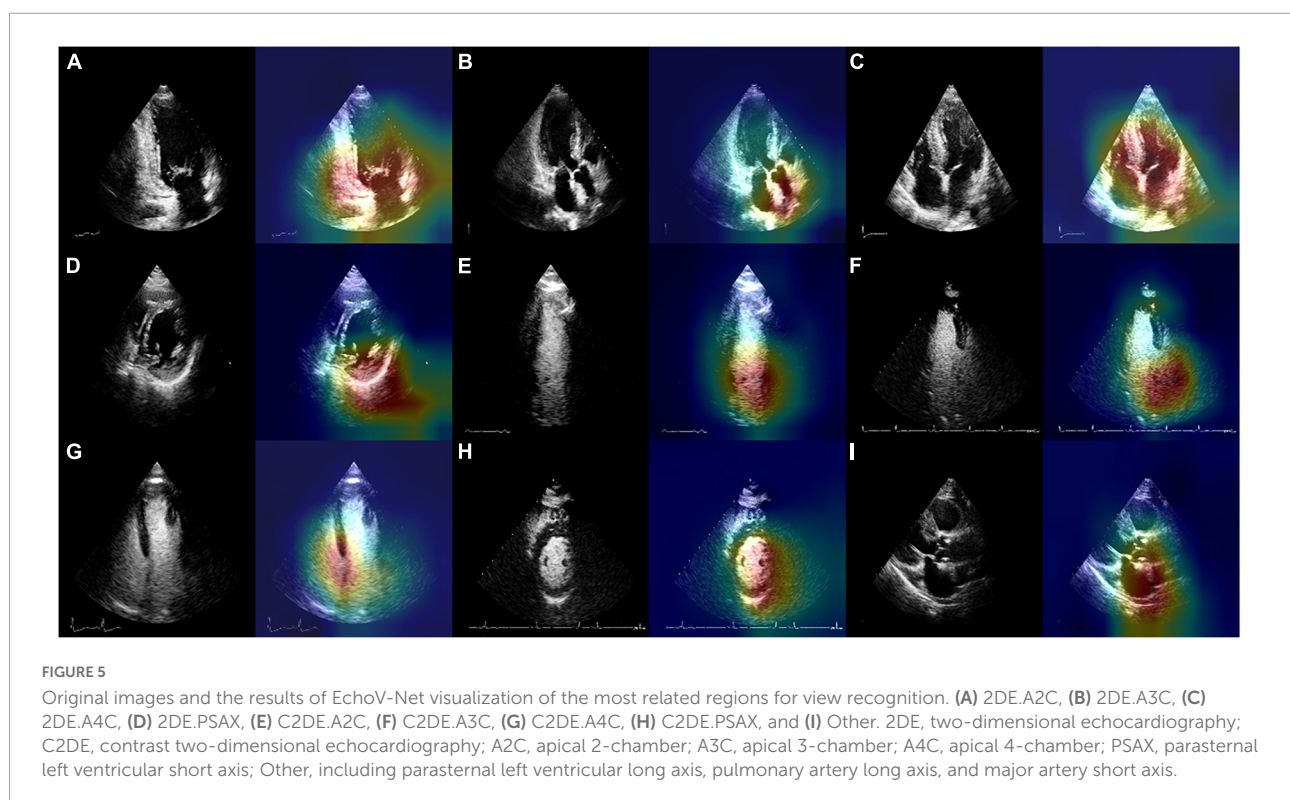 A
B
C
D
E
F
G
H
I
FIGURE 5
Original images and the results of EchoV-Net visualization of the most related regions for view recognition. (A) 2DE.A2C, (B) 2DE.A3C, (C)
2DE.A4C, (D) 2DE.PSAX, (E) C2DE.A2C, (F) C2DE.A3C, (G) C2DE.A4C, (H) C2DE.PSAX, and (I) Other. 2DE, two-dimensional echocardiography;
C2DE, contrast two-dimensional echocardiography; A2C, apical 2-chamber; A3C, apical 3-chamber; A4C, apical 4-chamber; PSAX, parasternal
left ventricular short axis; Other, including parasternal left ventricular long axis, pulmonary artery long axis, and major artery short axis.